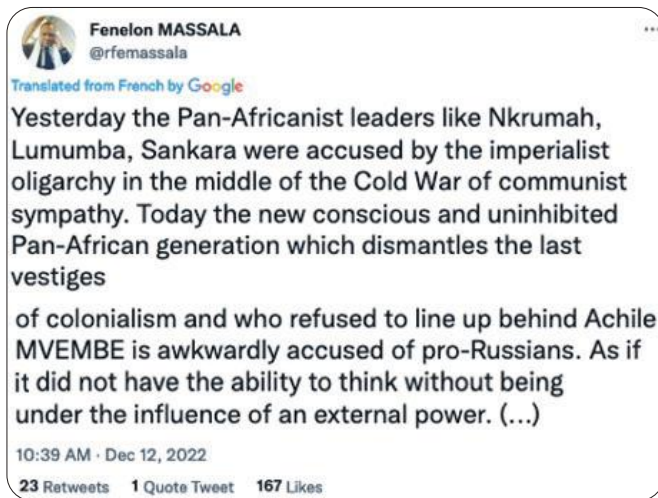 Fenelon MASSALA
@rfemassala
Translated from French by Google
Yesterday the Pan-Africanist leaders like Nkrumah,
Lumumba, Sankara were accused by the imperialist
oligarchy in the middle of the Cold War of communist
sympathy. Today the new conscious and uninhibited
Pan-African generation which dismantles the last
vestiges
of colonialism and who refused to line up behind Achile
MVEMBE is awkwardly accused of pro-Russians. As if
it did not have the ability to think without being
under the influence of an external power. (...)
10:39 AM · Dec 12, 2022
23 Retweets 1 Quote Tweet 167 Likes